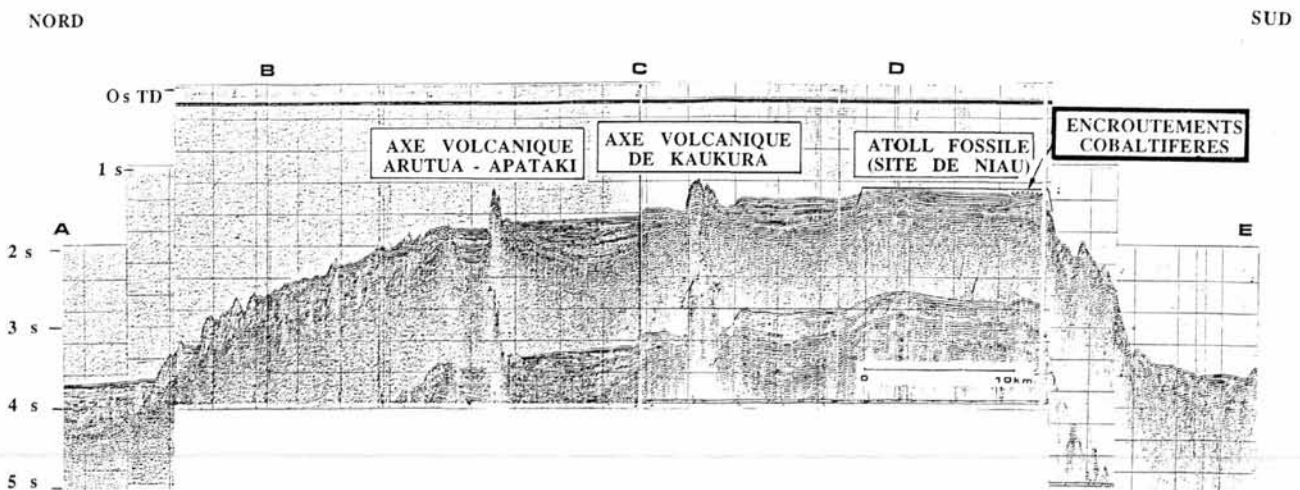 NORD
SUD
B
C
D
0s TD
AXE VOLCANIQUE
ARUTUA - APATAKI
AXE VOLCANIQUE
DE KAUKURA
ATOLL FOSSILE
(SITE DE NIAU)
ENCROUTEMENTS
COBALTIFERES
1 s
A
E
2 s
3 s
0
10km.
4 s
5 s